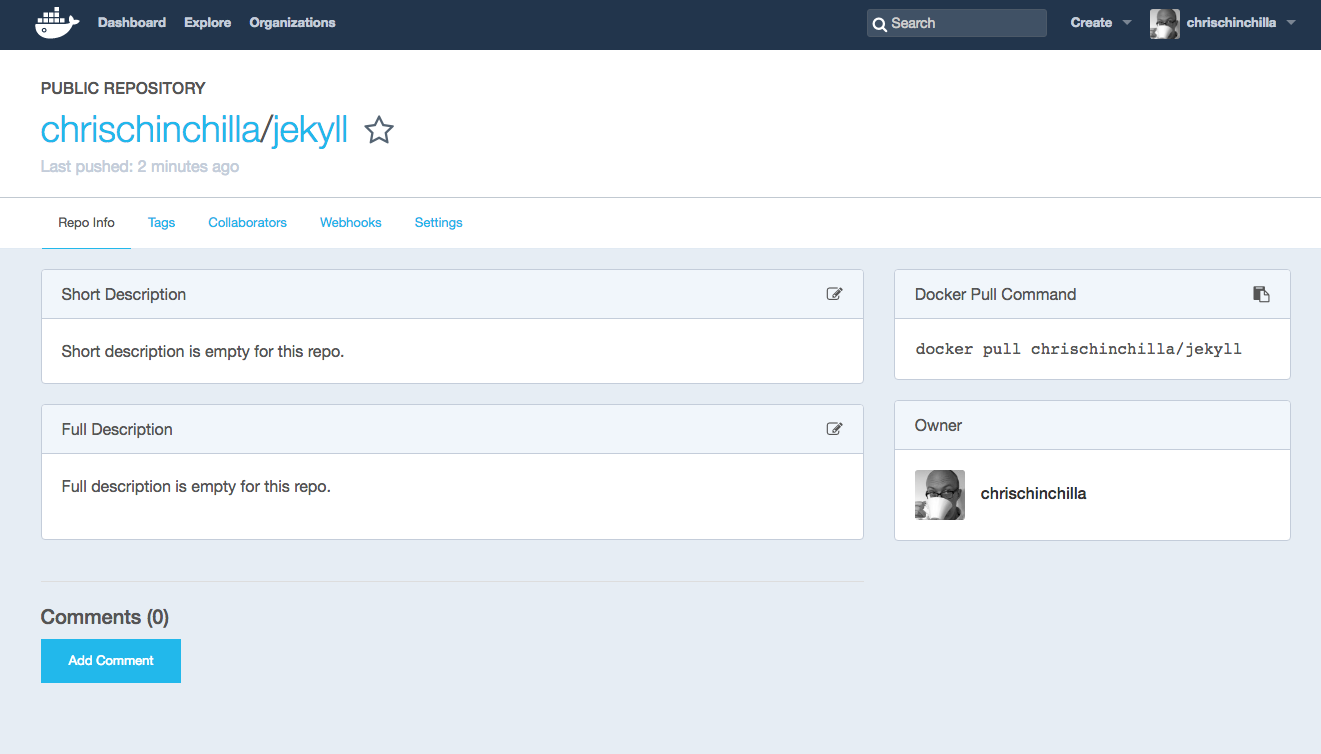 Dashboard Explore Organizations Search Create chrischinchilla
PUBLIC REPOSITORY
chrischinchilla/jekyll
Last pushed: 2 minutes ago
Repo Info Tags Collaborators Webhooks Settings
Short Description
Short description is empty for this repo.
Full Description
Full description is empty for this repo.
Docker Pull Command
docker pull chrischinchilla/jekyll
Owner
chrischinchilla
Comments (0)
Add Comment